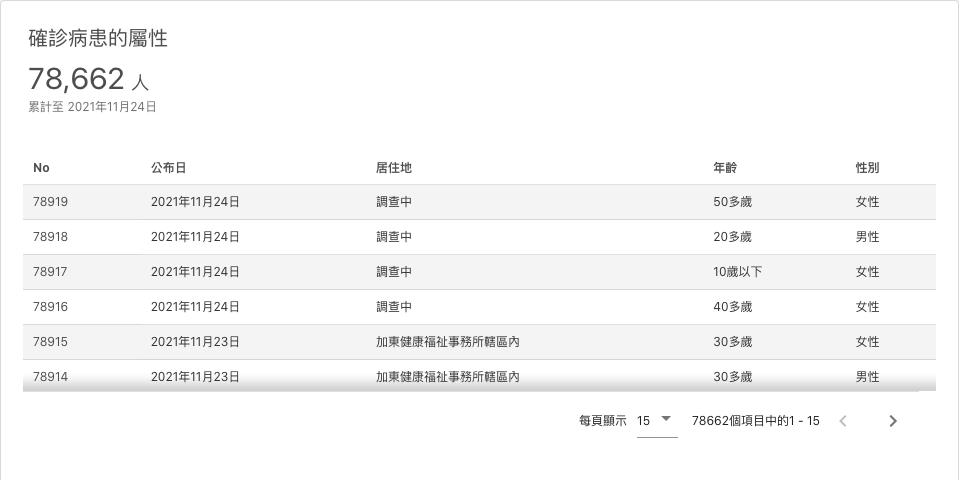 確診病患的屬性
78,662 人
累計至 2021年11月24日
No 公布日 居住地 年齡 性別
78919 2021年11月24日 調查中 50多歲 女性
78918 2021年11月24日 調查中 20多歲 男性
78917 2021年11月24日 調查中 10歲以下 女性
78916 2021年11月24日 調查中 40多歲 女性
78915 2021年11月23日 加東健康福祉事務所轄區內 30多歲 女性
78914 2021年11月23日 加東健康福祉事務所轄區內 30多歲 男性
每頁顯示 15 78662個項目中的1 - 15